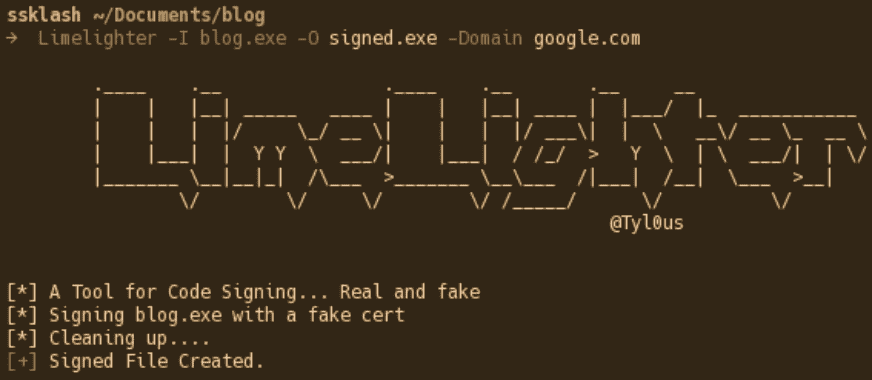 ssklash ~/Documents/blog
→ Limelighter -I blog.exe -O signed.exe -Domain google.com
LimeLighter
@Tyl0us
[*] A Tool for Code Signing... Real and fake
[*] Signing blog.exe with a fake cert
[*] Cleaning up....
[+] Signed File Created.